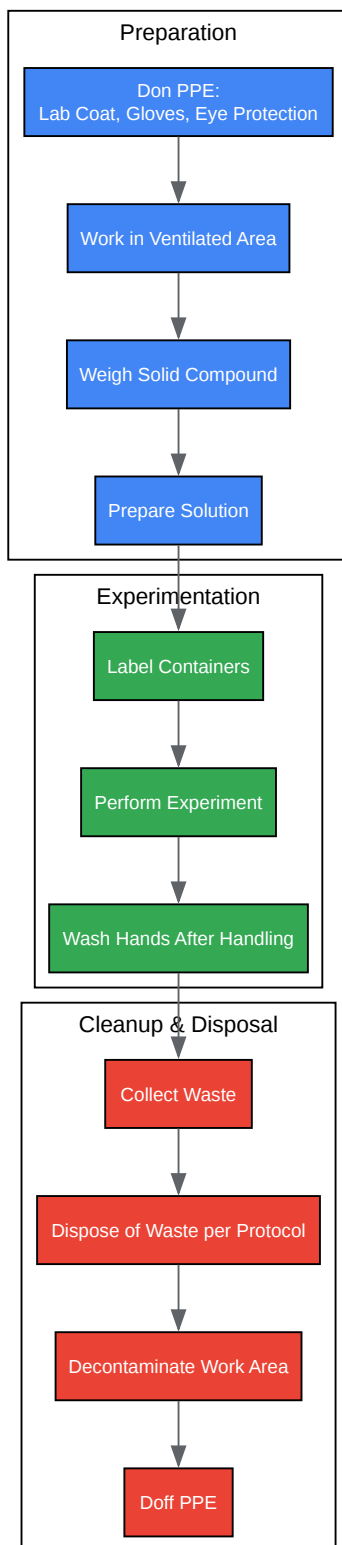 Preparation
Don PPE:
Lab Coat, Gloves, Eye Protection
Work in Ventilated Area
Weigh Solid Compound
Prepare Solution
Experimentation
Label Containers
Perform Experiment
Wash Hands After Handling
Cleanup & Disposal
Collect Waste
Dispose of Waste per Protocol
Decontaminate Work Area
Doff PPE